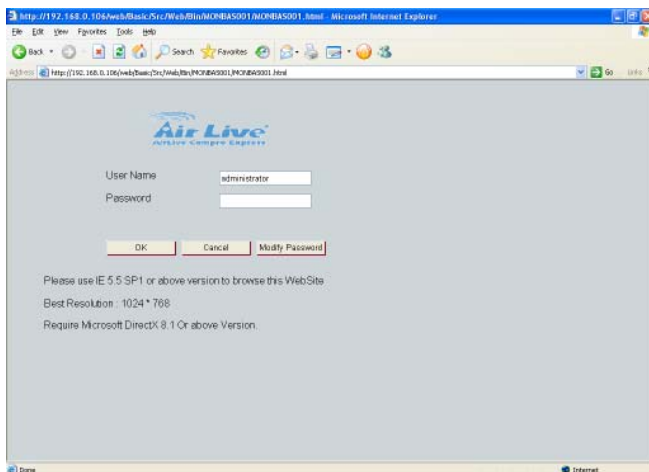 http://192.168.0.106/web/Basic/Src/Web/Bin/MONBAS001/MONBAS001.html - Microsoft Internet Explorer
File Edit View Favorites Tools Help
Back Search Favorites
Address http://192.168.0.106/web/Basic/Src/Web/Bin/MONBAS001/MONBAS001.html Go Links
Air Live
AirLive Campro Express
User Name administrator
Password
OK Cancel Modify Password
Please use IE 5.5 SP1 or above version to browse this WebSite
Best Resolution : 1024 * 768
Require Microsoft DirectX 8.1 Or above Version.
Done Internet